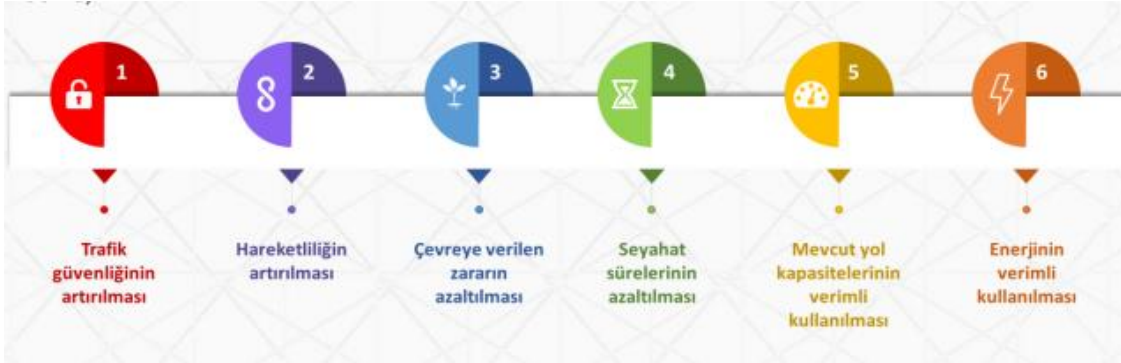 1
2
3
4
5
6
Trafik
güvenliğinin
artırılması
Hareketliliğin
artırılması
Çevreye verilen
zararın
azaltılması
Seyahat
sürelerinin
azaltılması
Mevcut yol
kapasitelerinin
verimli
kullanılması
Enerjinin
verimli
kullanılması